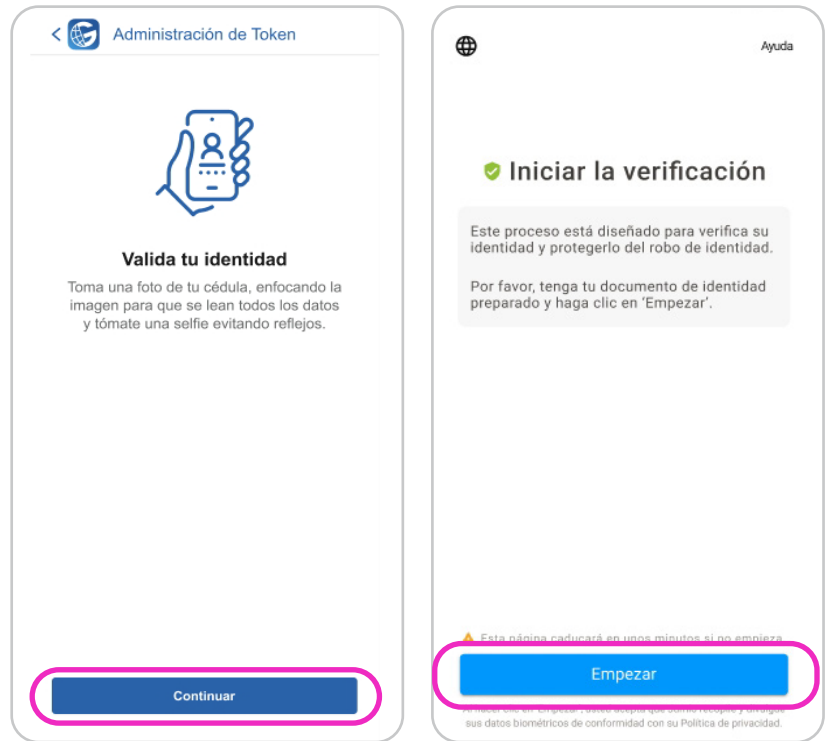 Administración de Token
Valida tu identidad
Toma una foto de tu cédula, enfocando la
imagen para que se lean todos los datos
y tómate una selfie evitando reflejos.
Continuar
Ayuda
Iniciar la verificación
Este proceso está diseñado para verifica su
identidad y protegerlo del robo de identidad.
Por favor, tenga tu documento de identidad
preparado y haga clic en ‘Empezar’.
Esta página caducará en unos minutos si no empieza
Empezar
sus datos biométricos de conformidad con su Política de privacidad.